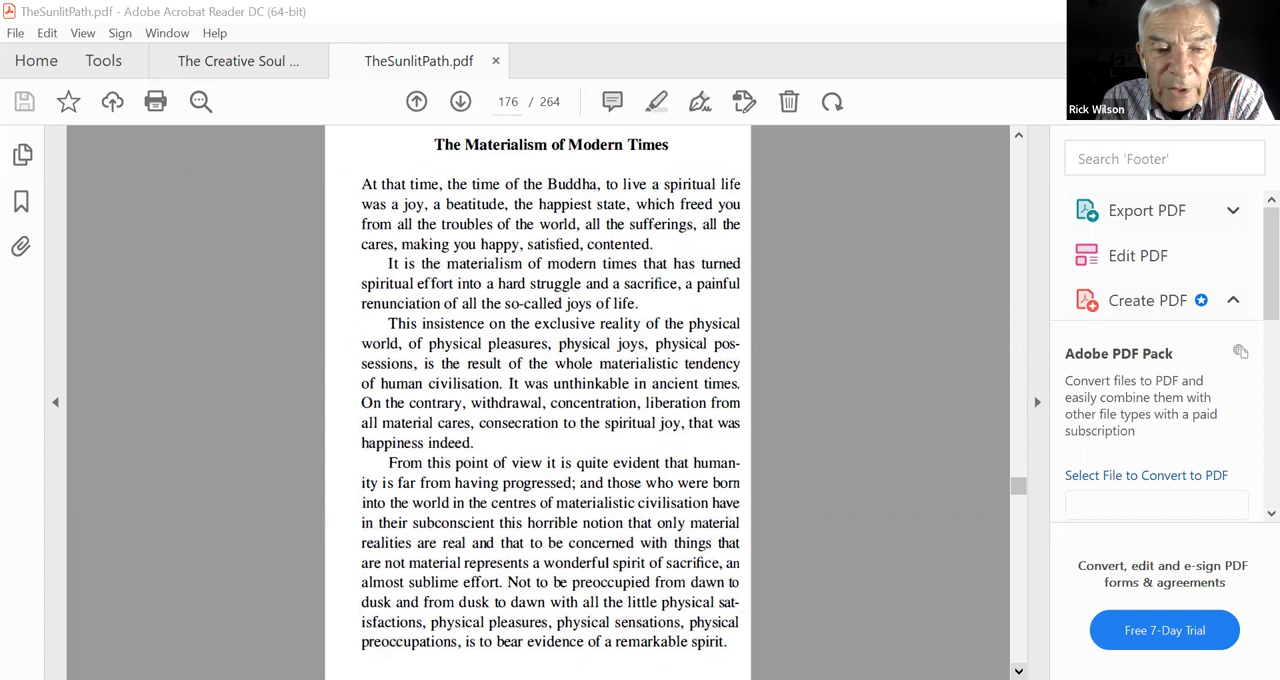 TheSunlitPath.pdf - Adobe Acrobat Reader DC (64-bit)
File Edit View Sign Window Help
Home Tools The Creative Soul ... TheSunlitPath.pdf ×
176 / 264
Rick Wilson
The Materialism of Modern Times
At that time, the time of the Buddha, to live a spiritual life
was a joy, a beatitude, the happiest state, which freed you
from all the troubles of the world, all the sufferings, all the
cares, making you happy, satisfied, contented.
It is the materialism of modern times that has turned
spiritual effort into a hard struggle and a sacrifice, a painful
renunciation of all the so-called joys of life.
This insistence on the exclusive reality of the physical
world, of physical pleasures, physical joys, physical pos-
sessions, is the result of the whole materialistic tendency
of human civilisation. It was unthinkable in ancient times.
On the contrary, withdrawal, concentration, liberation from
all material cares, consecration to the spiritual joy, that was
happiness indeed.
From this point of view it is quite evident that human-
ity is far from having progressed; and those who were born
into the world in the centres of materialistic civilisation have
in their subconscient this horrible notion that only material
realities are real and that to be concerned with things that
are not material represents a wonderful spirit of sacrifice, an
almost sublime effort. Not to be preoccupied from dawn to
dusk and from dusk to dawn with all the little physical sat-
isfactions, physical pleasures, physical sensations, physical
preoccupations, is to bear evidence of a remarkable spirit.
Search 'Footer'
Export PDF
Edit PDF
Create PDF
Adobe PDF Pack
Convert files to PDF and
easily combine them with
other file types with a paid
subscription
Select File to Convert to PDF
Convert, edit and e-sign PDF
forms & agreements
Free 7-Day Trial